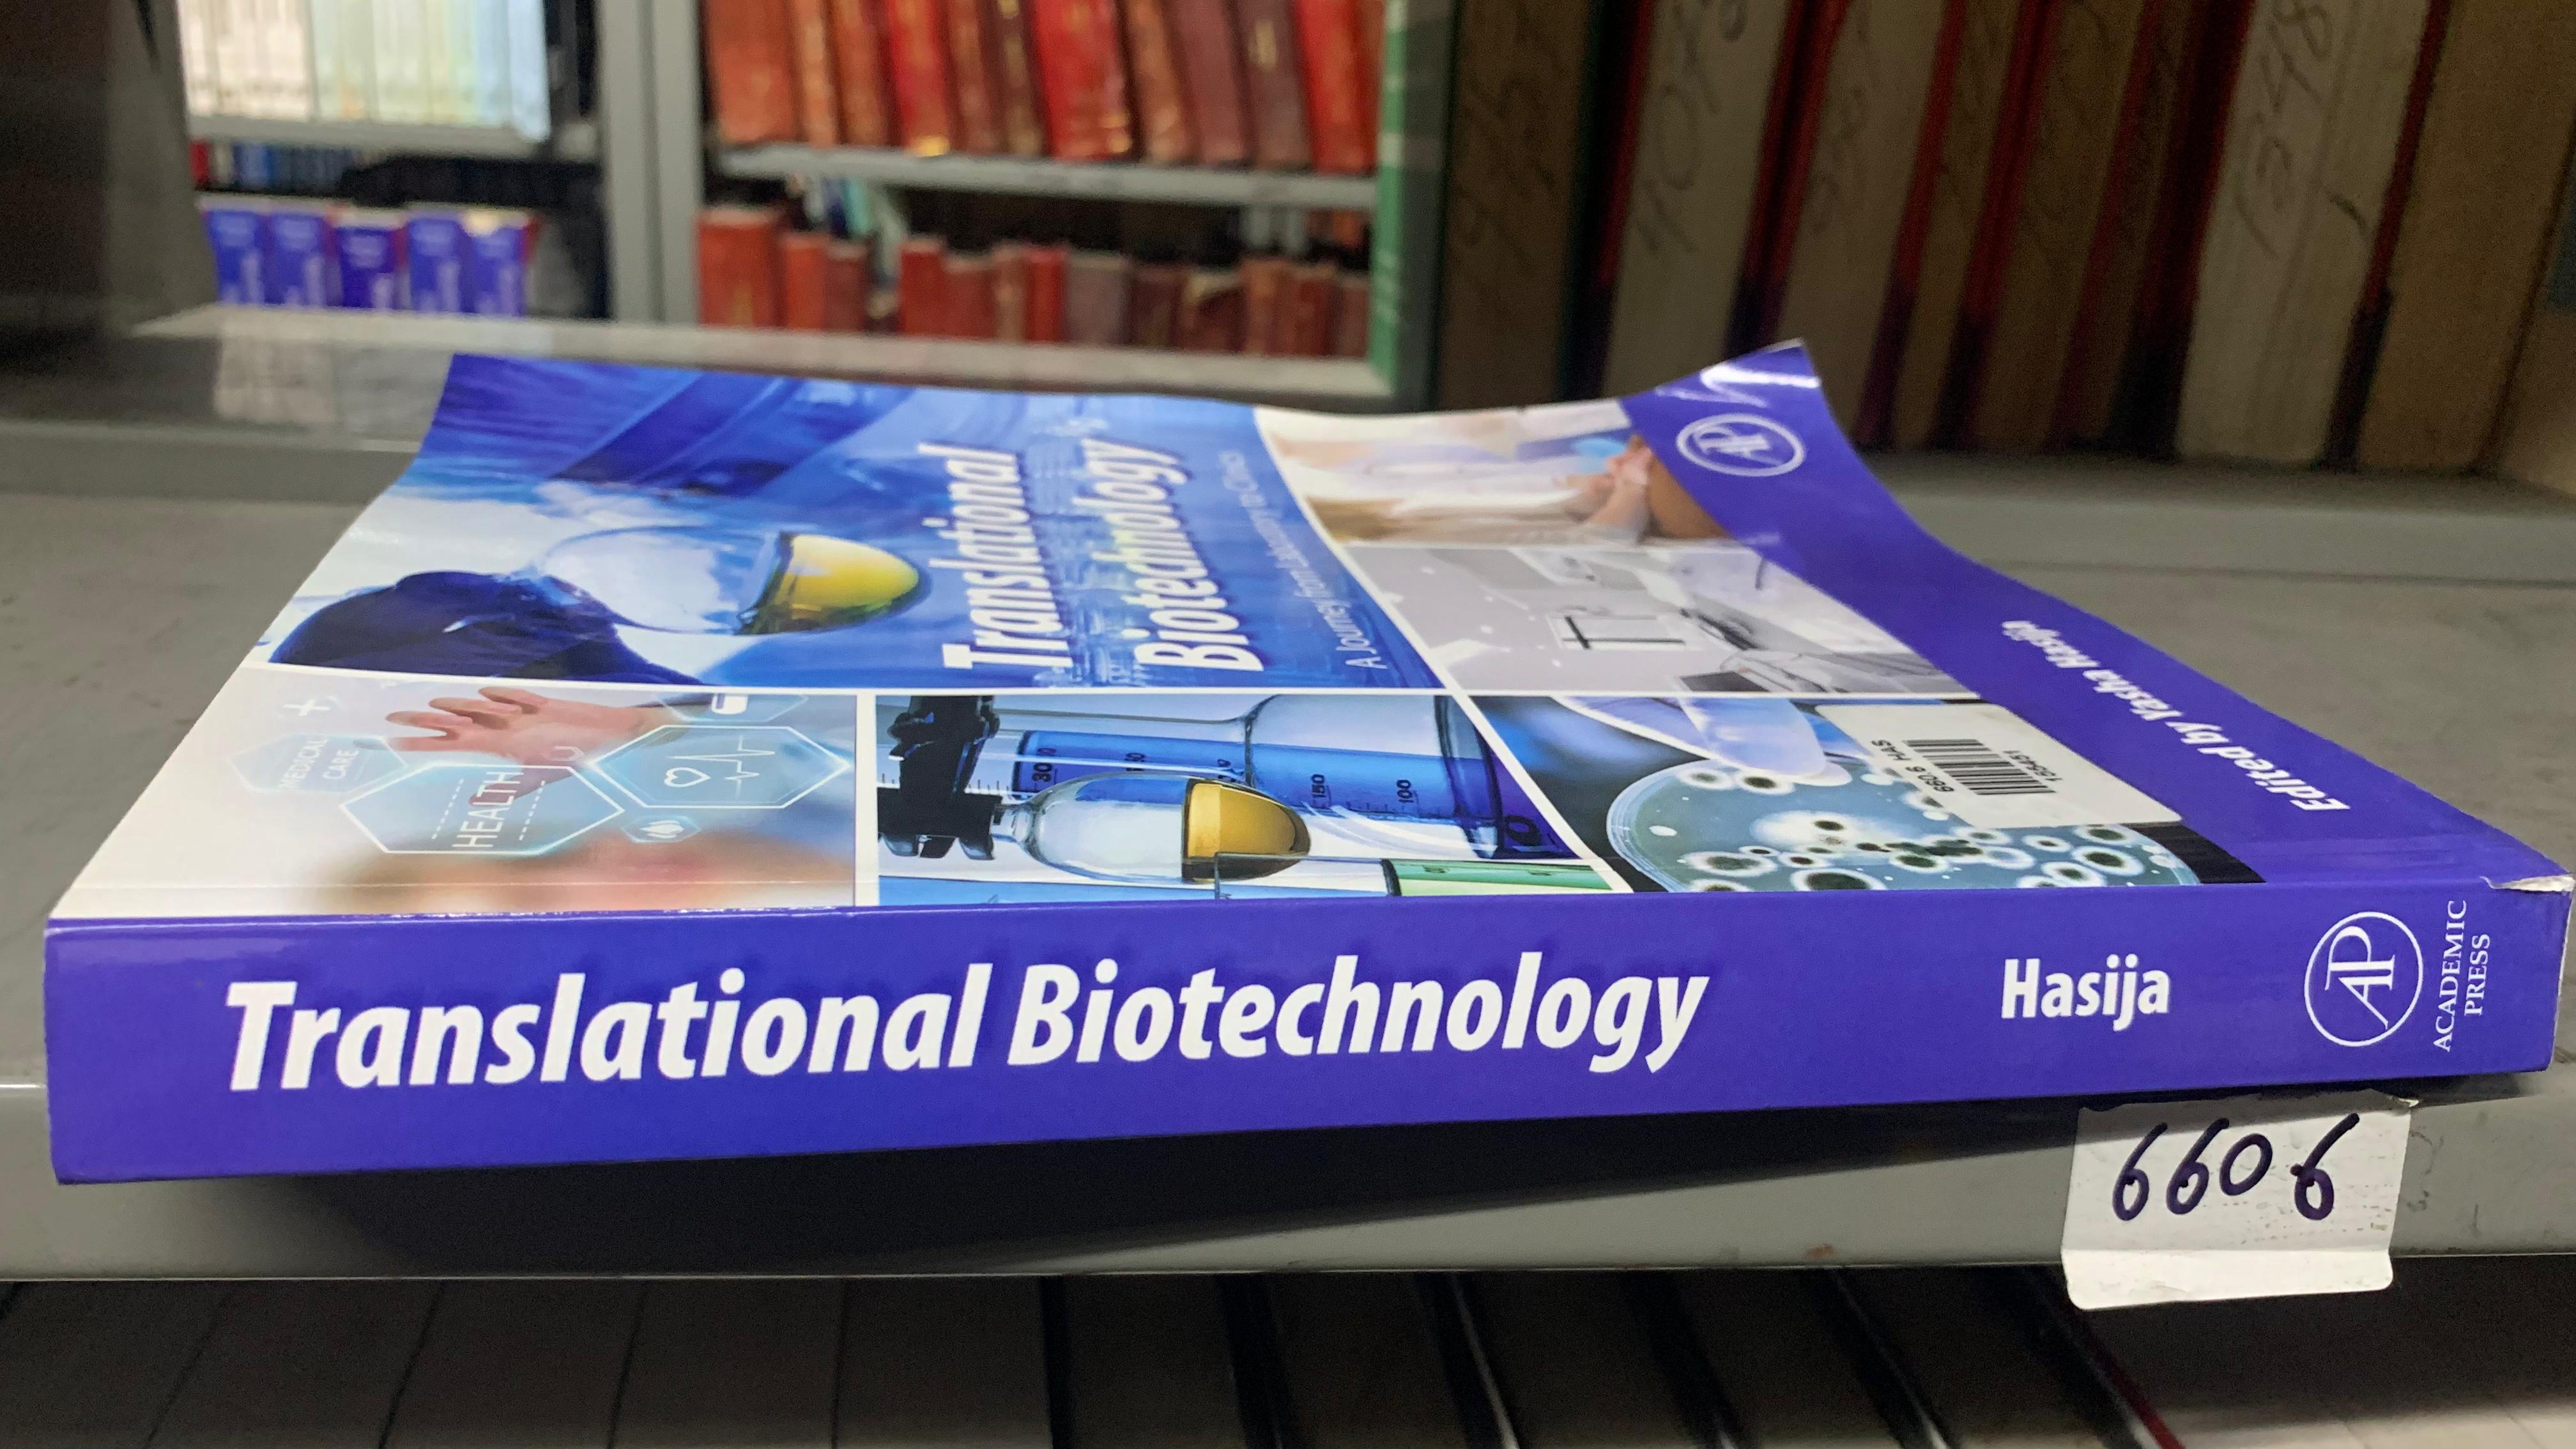 Translational
Biotechnology
A Journey from Laboratory to Clinics
AP
Edited by Yasha Hasija
MEDICAL
CARE
HEALTH
30
150
100
660.6 HAS
Translational Biotechnology
Hasija
AP
ACADEMIC
PRESS
6606